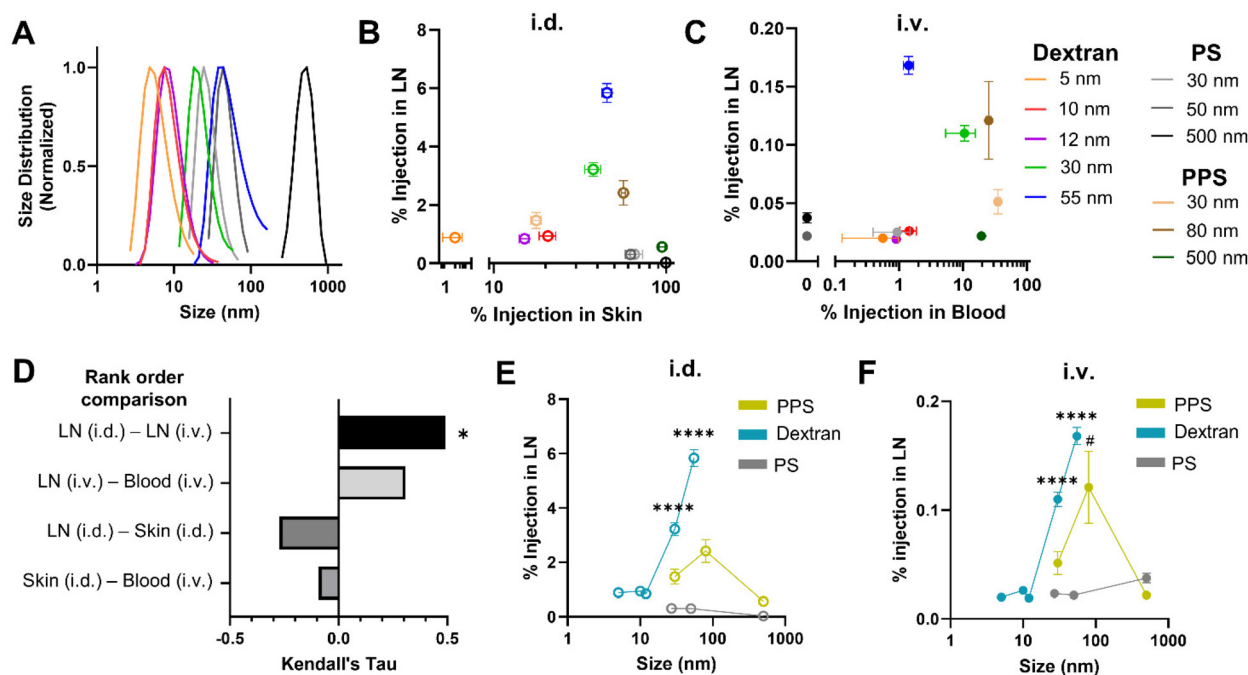 A
Size Distribution
(Normalized)
1.0
0.5
0.0
1
10
100
1000
Size (nm)
B
i.d.
% Injection in LN
8
6
4
2
0
1
10
100
% Injection in Skin
C
i.v.
% Injection in LN
0.20
0.15
0.10
0.05
0.00
0
0.1
1
10
100
% Injection in Blood
Dextran
5 nm
10 nm
12 nm
30 nm
55 nm
PS
30 nm
50 nm
500 nm
PPS
30 nm
80 nm
500 nm
D
Rank order
comparison
LN (i.d.) – LN (i.v.)
LN (i.v.) – Blood (i.v.)
LN (i.d.) – Skin (i.d.)
Skin (i.d.) – Blood (i.v.)
*
-0.5
0.0
0.5
Kendall's Tau
E
i.d.
% Injection in LN
8
6
4
2
0
1
10
100
1000
Size (nm)
PPS
Dextran
PS
****
****
F
i.v.
% injection in LN
0.2
0.1
0.0
1
10
100
1000
Size (nm)
PPS
Dextran
PS
****
#
****